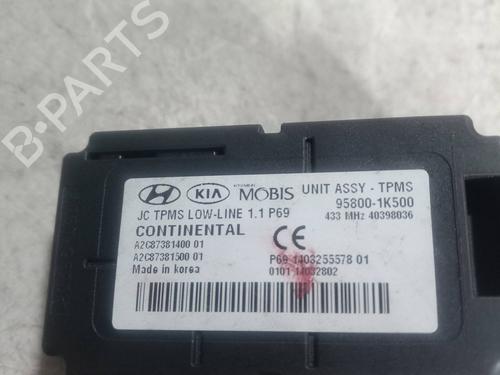 B-PARTS
HYUNDAI
KIA MOBIS UNIT ASSY - TPMS
JC TPMS LOW-LINE 1.1 P69 95800-1K500
CONTINENTAL 433 MHz 40398036
A2C87381400 01 CE
A2C87381500 01 P69 1403255578 01
Made in korea 0101 14032802